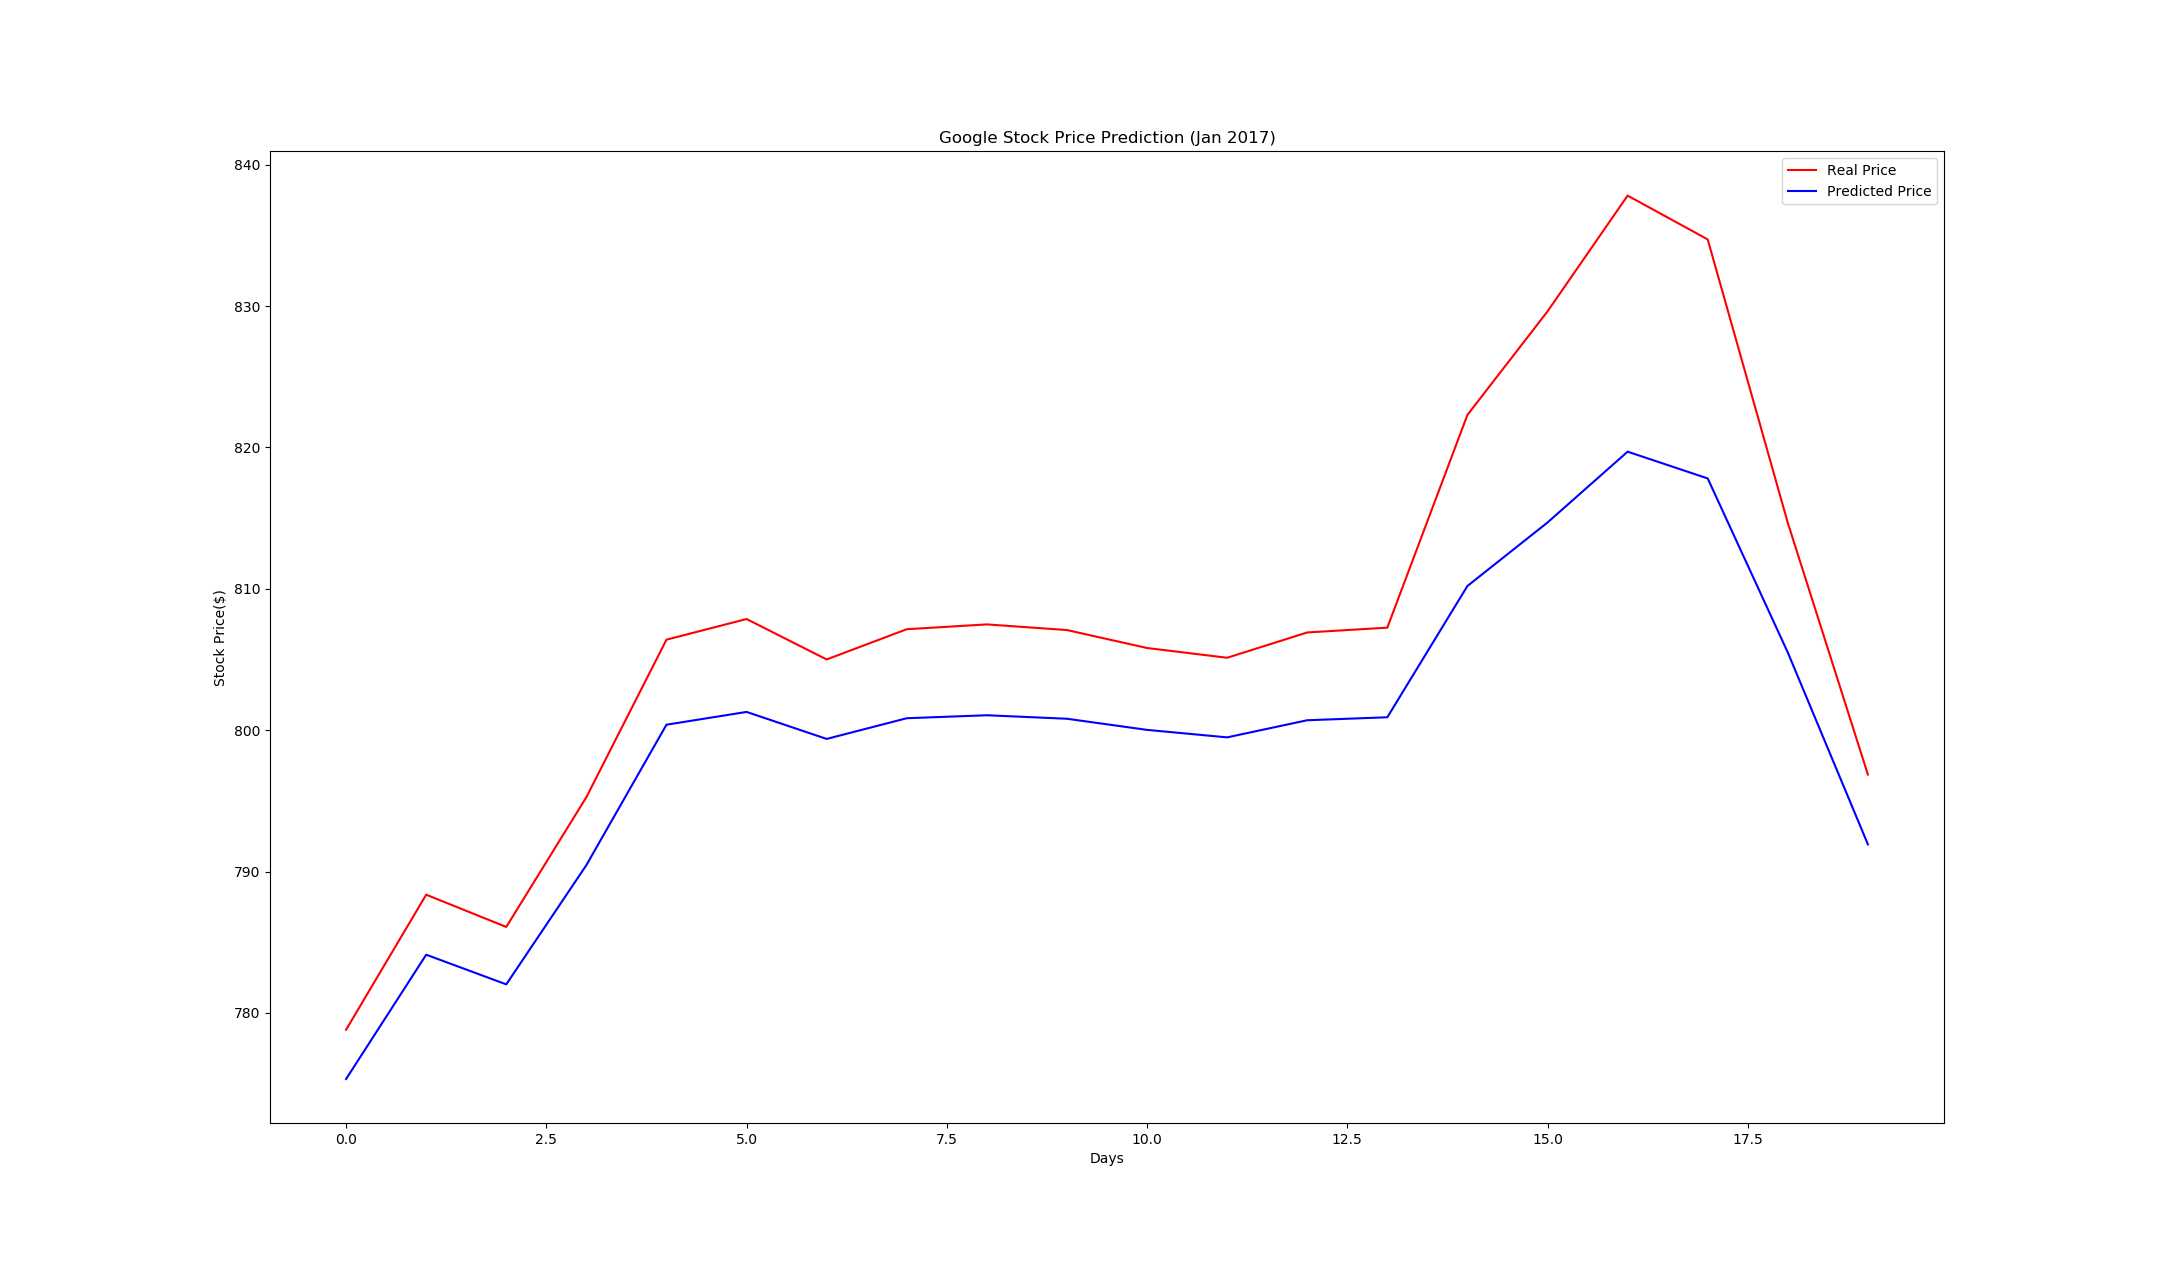 Google Stock Price Prediction (Jan 2017)
Real Price
Predicted Price
840
830
820
810
800
790
780
Stock Price($)
0.0 2.5 5.0 7.5 10.0 12.5 15.0 17.5
Days